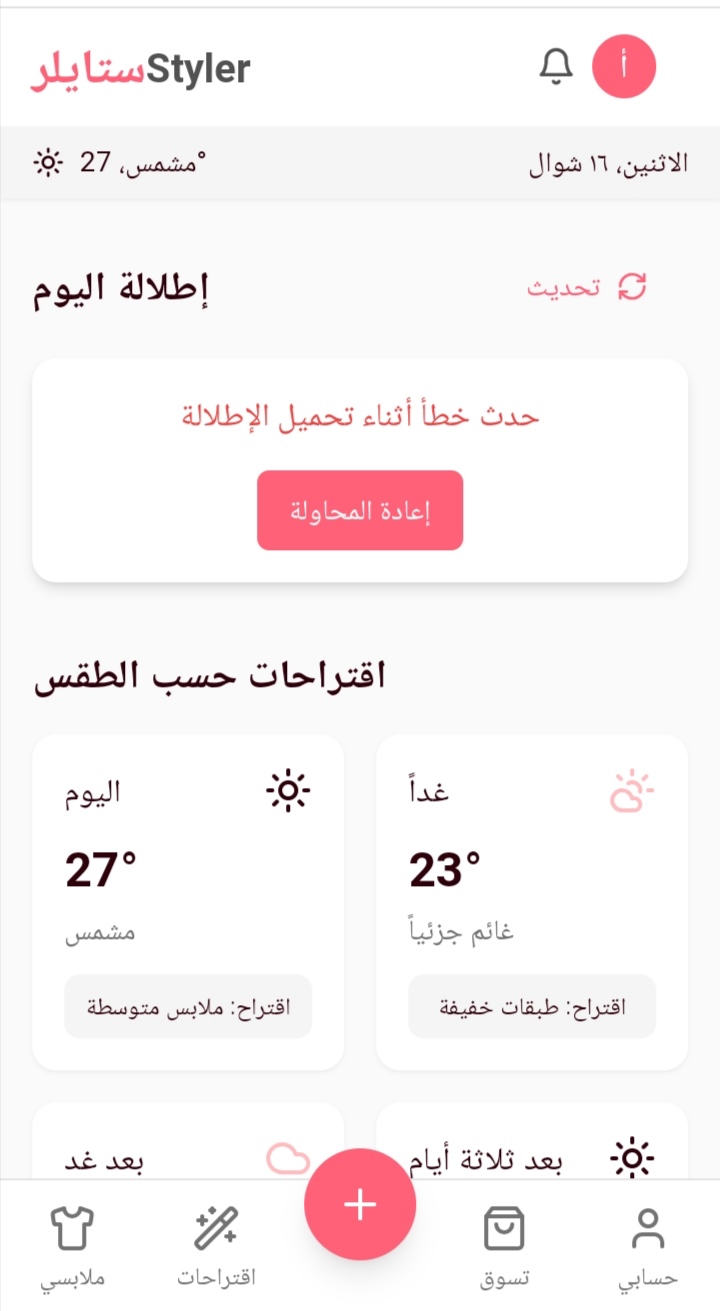 ستايلرStyler
أ
الاثنين، ١٦ شوال
مشمس، 27°
إطلالة اليوم
تحديث
حدث خطأ أثناء تحميل الإطلالة
إعادة المحاولة
اقتراحات حسب الطقس
اليوم
27°
مشمس
اقتراح: ملابس متوسطة
غداً
23°
غائم جزئياً
اقتراح: طبقات خفيفة
بعد غد
بعد ثلاثة أيام
ملابسي
اقتراحات
+
تسوق
حسابي